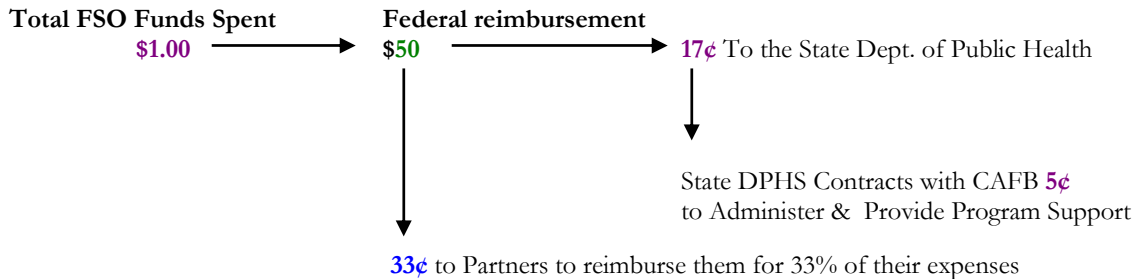 Total FSO Funds Spent
Federal reimbursement
$1.00
$50
17¢ To the State Dept. of Public Health
State DPHS Contracts with CAFB 5¢
to Administer & Provide Program Support
33¢ to Partners to reimburse them for 33% of their expenses